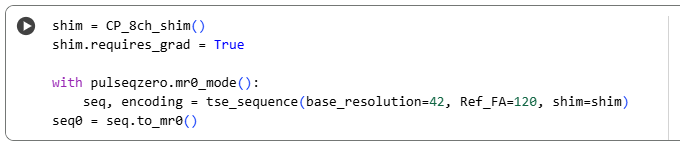 shim = CP_8ch_shim()
shim.requires_grad = True
with pulseqzero.mr0_mode():
    seq, encoding = tse_sequence(base_resolution=42, Ref_FA=120, shim=shim)
seq0 = seq.to_mr0()